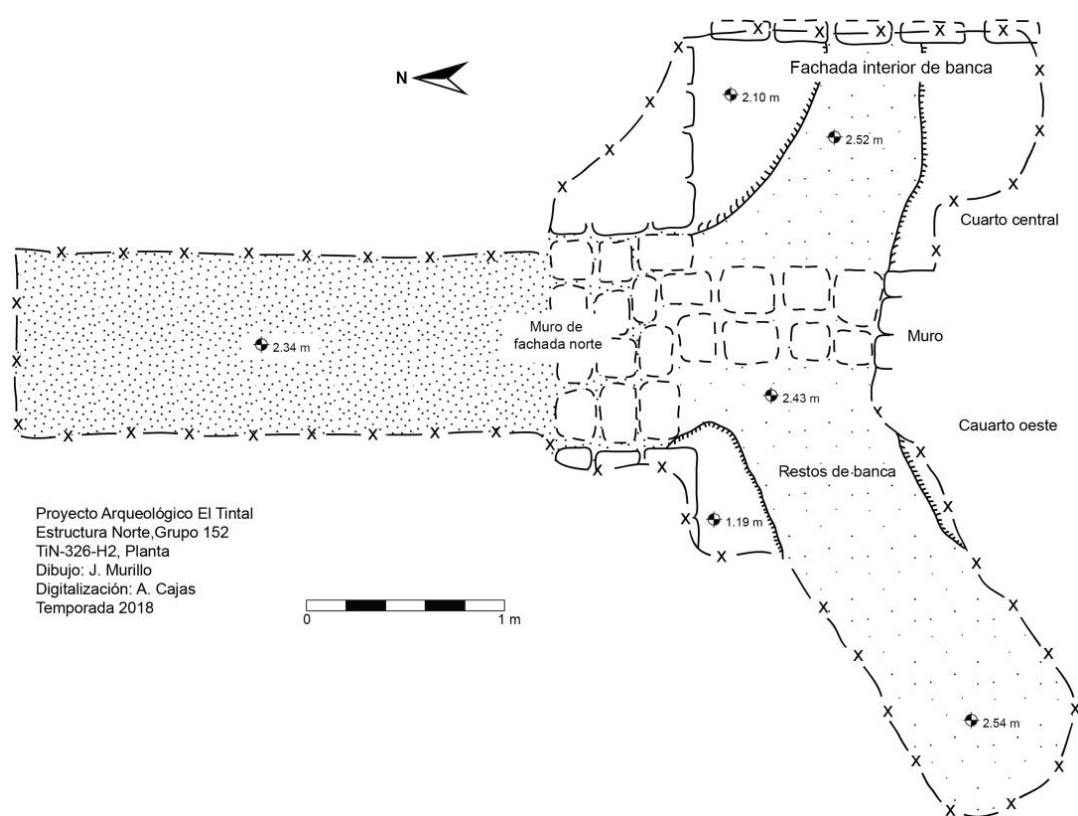 N
Fachada interior de banca
2.10 m
2.52 m
Cuarto central
Muro de
fachada norte
2.34 m
Muro
2.43 m
Cauarto oeste
Restos de banca
1.19 m
2.54 m
Proyecto Arqueológico El Tintal
Estructura Norte,Grupo 152
TiN-326-H2, Planta
Dibujo: J. Murillo
Digitalización: A. Cajas
Temporada 2018
0 1 m